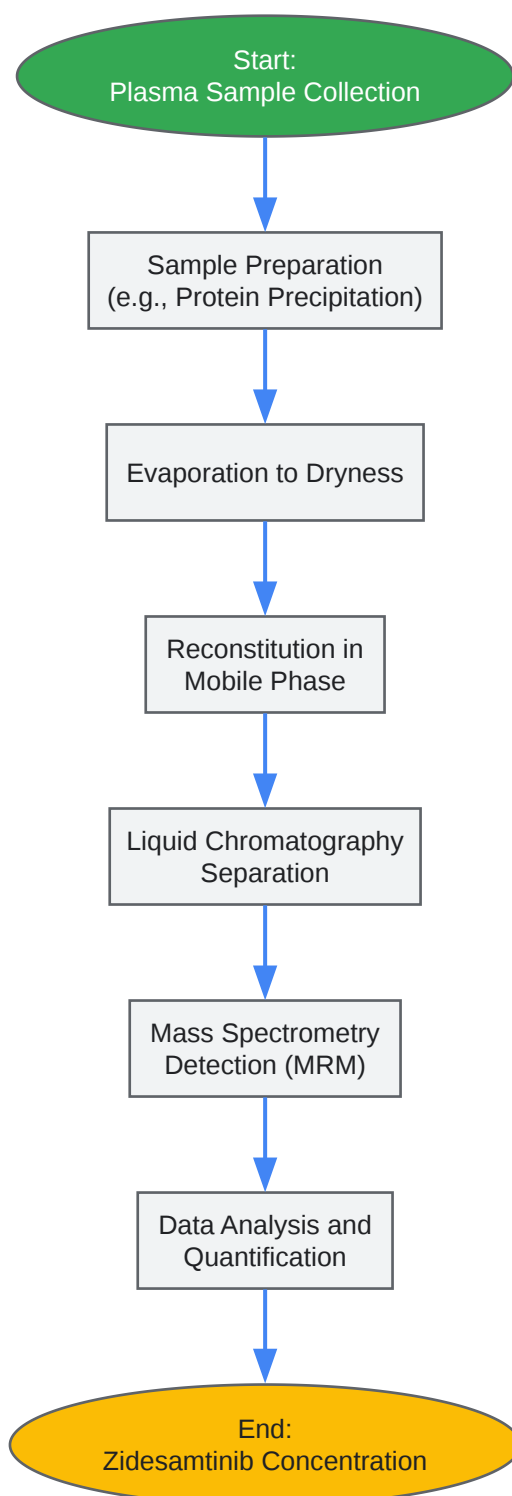 Start:
Plasma Sample Collection
Sample Preparation
(e.g., Protein Precipitation)
Evaporation to Dryness
Reconstitution in
Mobile Phase
Liquid Chromatography
Separation
Mass Spectrometry
Detection (MRM)
Data Analysis and
Quantification
End:
Zidesamtinib Concentration